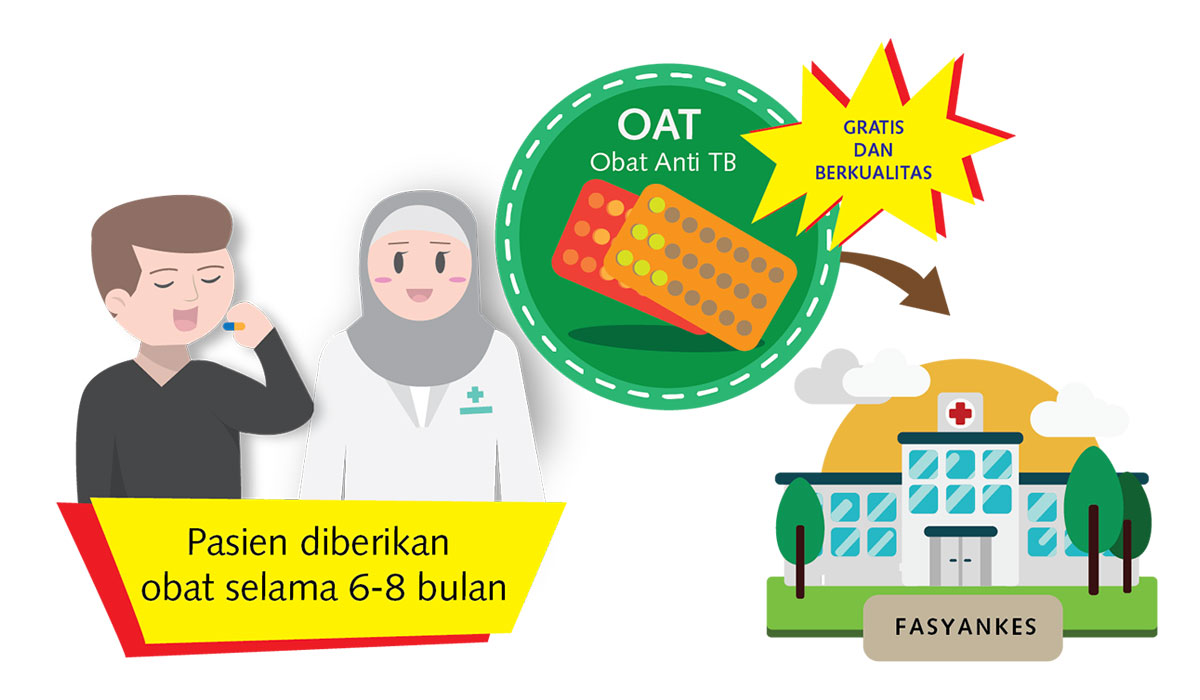 OAT
Obat Anti TB
GRATIS
DAN
BERKUALITAS
Pasien diberikan
obat selama 6-8 bulan
FASYANKES